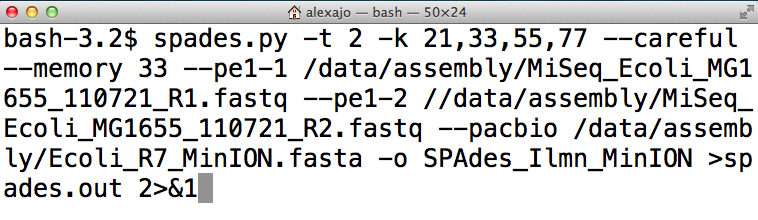 alexajo — bash — 50×24
bash-3.2$ spades.py -t 2 -k 21,33,55,77 --careful
--memory 33 --pe1-1 /data/assembly/MiSeq_Ecoli_MG1
655_110721_R1.fastq --pe1-2 //data/assembly/MiSeq_
Ecoli_MG1655_110721_R2.fastq --pacbio /data/assemb
ly/Ecoli_R7_MinION.fasta -o SPAdes_Ilmn_MinION >sp
ades.out 2>&1